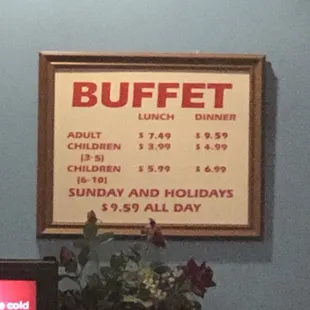 BUFFET
LUNCH DINNER
ADULT $7.49 $9.59
CHILDREN $3.99 $4.99
(3-5)
CHILDREN $5.99 $6.99
(6-10)
SUNDAY AND HOLIDAYS
$9.59 ALL DAY
cold